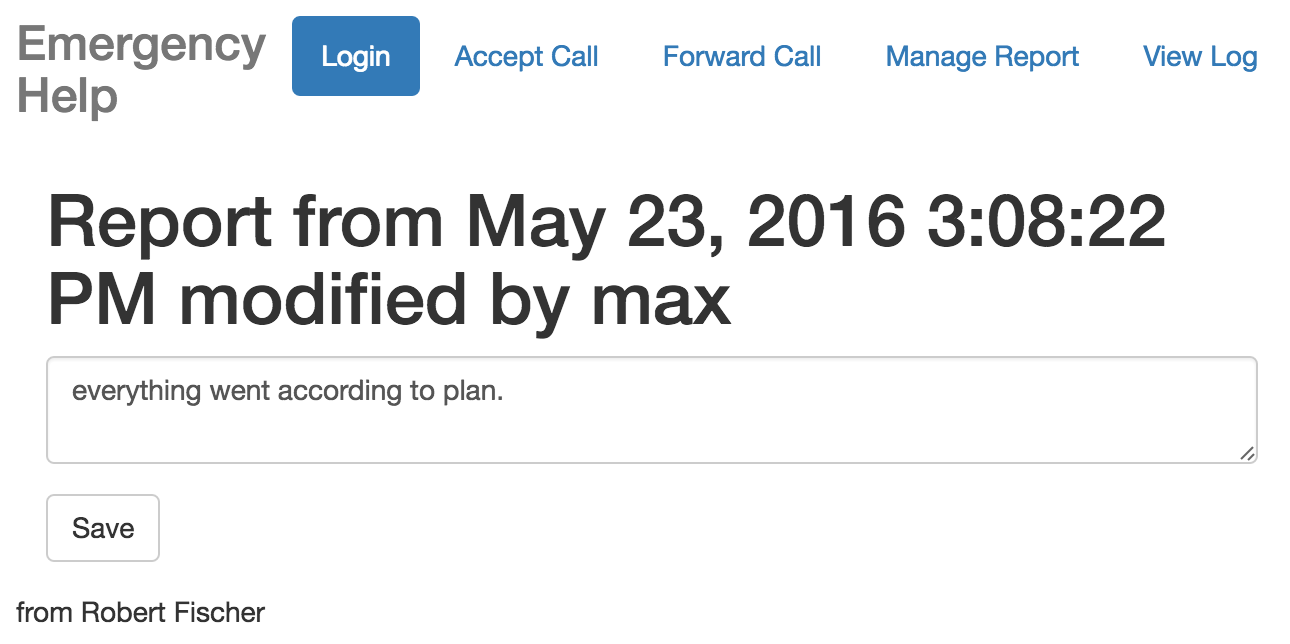 Emergency
Help
Login
Accept Call
Forward Call
Manage Report
View Log
Report from May 23, 2016 3:08:22
PM modified by max
everything went according to plan.
Save
from Robert Fischer